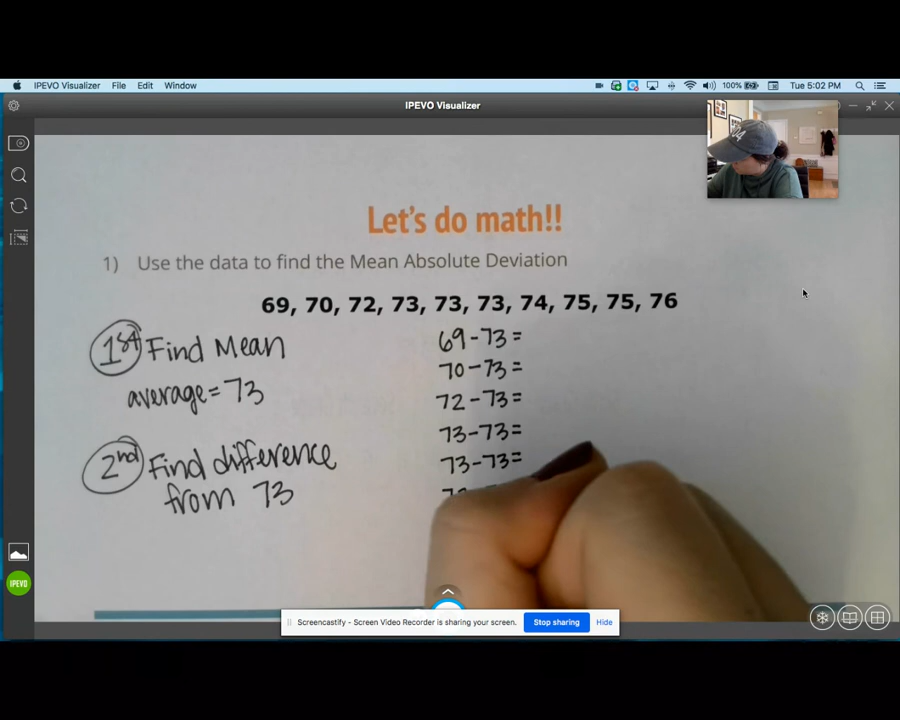 IPEVO Visualizer File Edit Window 100% Tue 5:02 PM
IPEVO Visualizer
24
Let's do math!!
1) Use the data to find the Mean Absolute Deviation
69, 70, 72, 73, 73, 73, 74, 75, 75, 76
1st Find Mean
average = 73
2nd Find difference
from 73
69-73=
70-73=
72-73=
73-73=
73-73=
IPEVO
Screencastify - Screen Video Recorder is sharing your screen. Stop sharing Hide